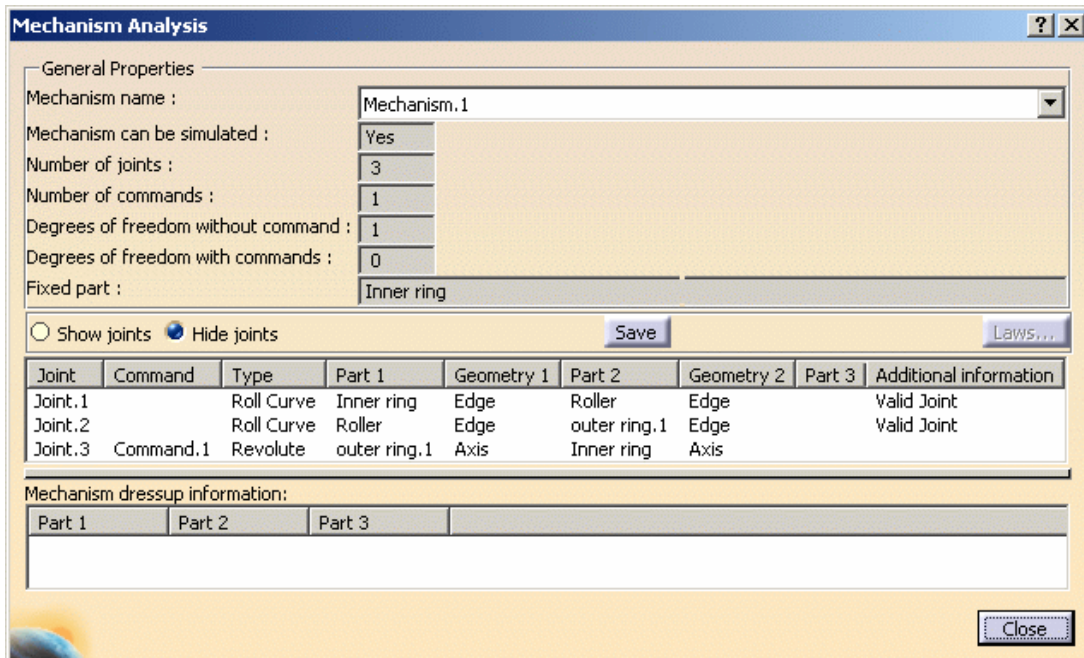 Mechanism Analysis
General Properties
Mechanism name : Mechanism.1
Mechanism can be simulated : Yes
Number of joints : 3
Number of commands : 1
Degrees of freedom without command : 1
Degrees of freedom with commands : 0
Fixed part : Inner ring
Show joints Hide joints Save Laws...
Joint Command Type Part 1 Geometry 1 Part 2 Geometry 2 Part 3 Additional information
Joint.1 Roll Curve Inner ring Edge Roller Edge Valid Joint
Joint.2 Roll Curve Roller Edge outer ring.1 Edge Valid Joint
Joint.3 Command.1 Revolute outer ring.1 Axis Inner ring Axis
Mechanism dressup information:
Part 1 Part 2 Part 3
Close